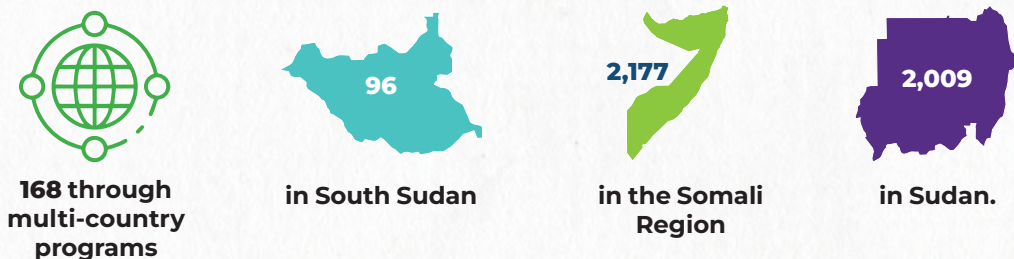 168 through
multi-country
programs
96
in South Sudan
2,177
in the Somali
Region
2,009
in Sudan.